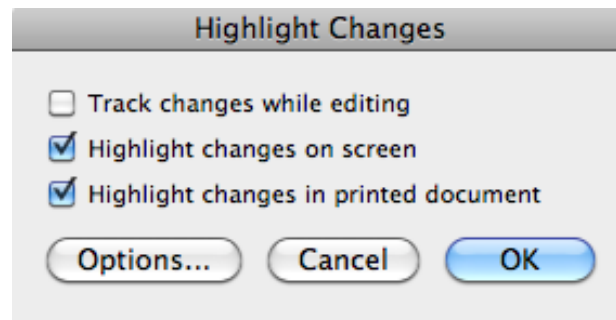 Highlight Changes
Track changes while editing
Highlight changes on screen
Highlight changes in printed document
Options... Cancel OK